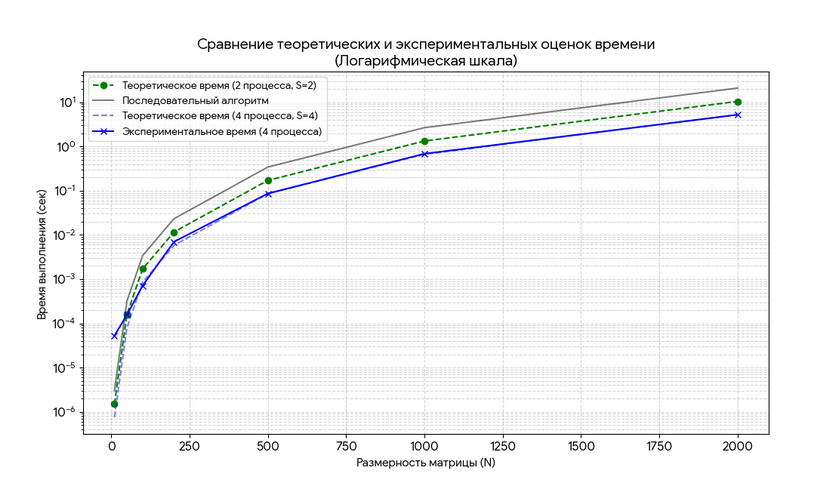 Сравнение теоретических и экспериментальных оценок времени
(Логарифмическая шкала)
Теоретическое время (2 процесса, S=2)
Последовательный алгоритм
Теоретическое время (4 процесса, S=4)
Экспериментальное время (4 процесса)
Время выполнения (сек)
10¹
10⁰
10⁻¹
10⁻²
10⁻³
10⁻⁴
10⁻⁵
10⁻⁶
0 250 500 750 1000 1250 1500 1750 2000
Размерность матрицы (N)